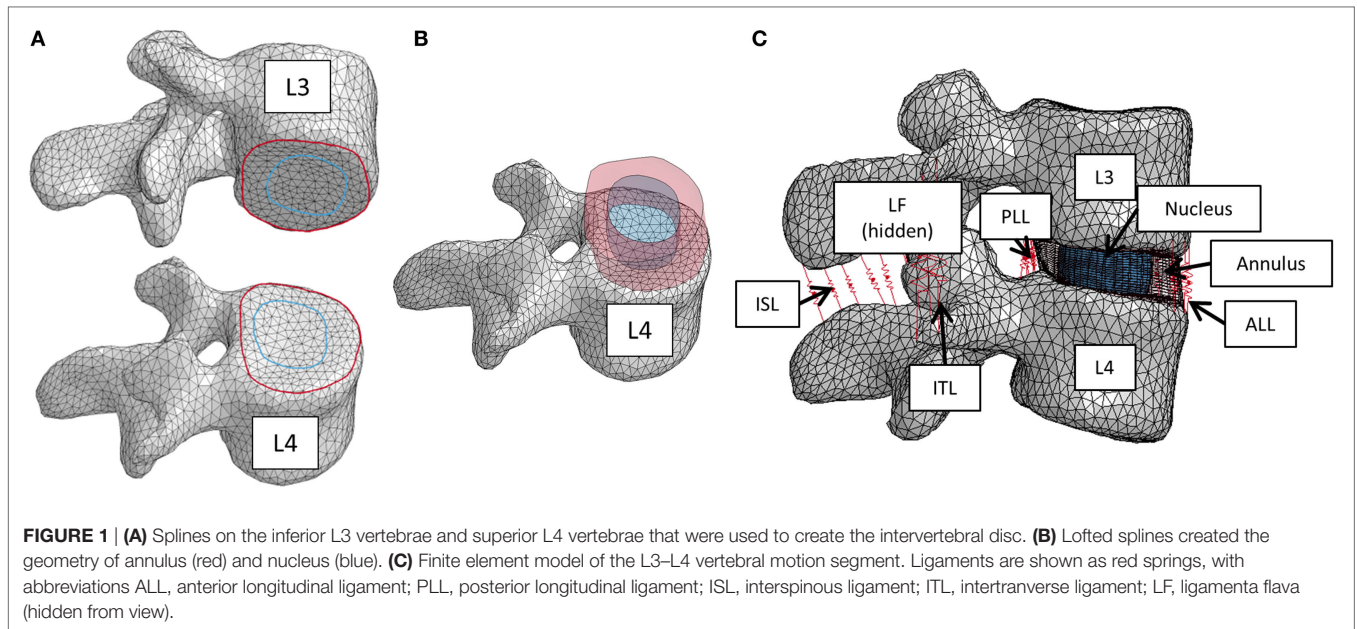 A
L3
L4
B
L4
C
L3
LF
(hidden)
PLL
Nucleus
Annulus
ISL
ALL
L4
ITL
FIGURE 1 | (A) Splines on the inferior L3 vertebrae and superior L4 vertebrae that were used to create the intervertebral disc. (B) Lofted splines created the
geometry of annulus (red) and nucleus (blue). (C) Finite element model of the L3–L4 vertebral motion segment. Ligaments are shown as red springs, with
abbreviations ALL, anterior longitudinal ligament; PLL, posterior longitudinal ligament; ISL, interspinous ligament; ITL, intertranverse ligament; LF, ligamenta flava
(hidden from view).